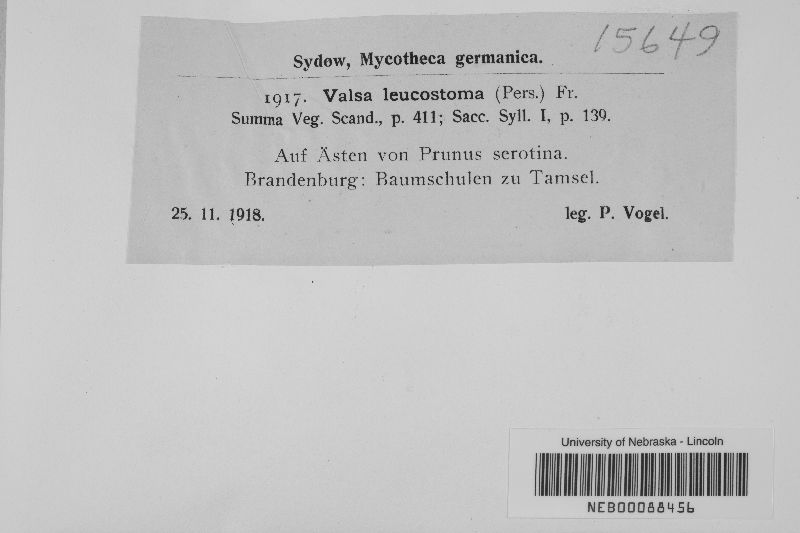 15649
Sydow, Mycotheca germanica.
1917. Valsa leucostoma (Pers.) Fr.
Summa Veg. Scand., p. 411; Sacc. Syll. I, p. 139.
Auf Ästen von Prunus serotina.
Brandenburg: Baumschulen zu Tamsel.
25. 11. 1918. leg. P. Vogel.
University of Nebraska - Lincoln
NEB00088456